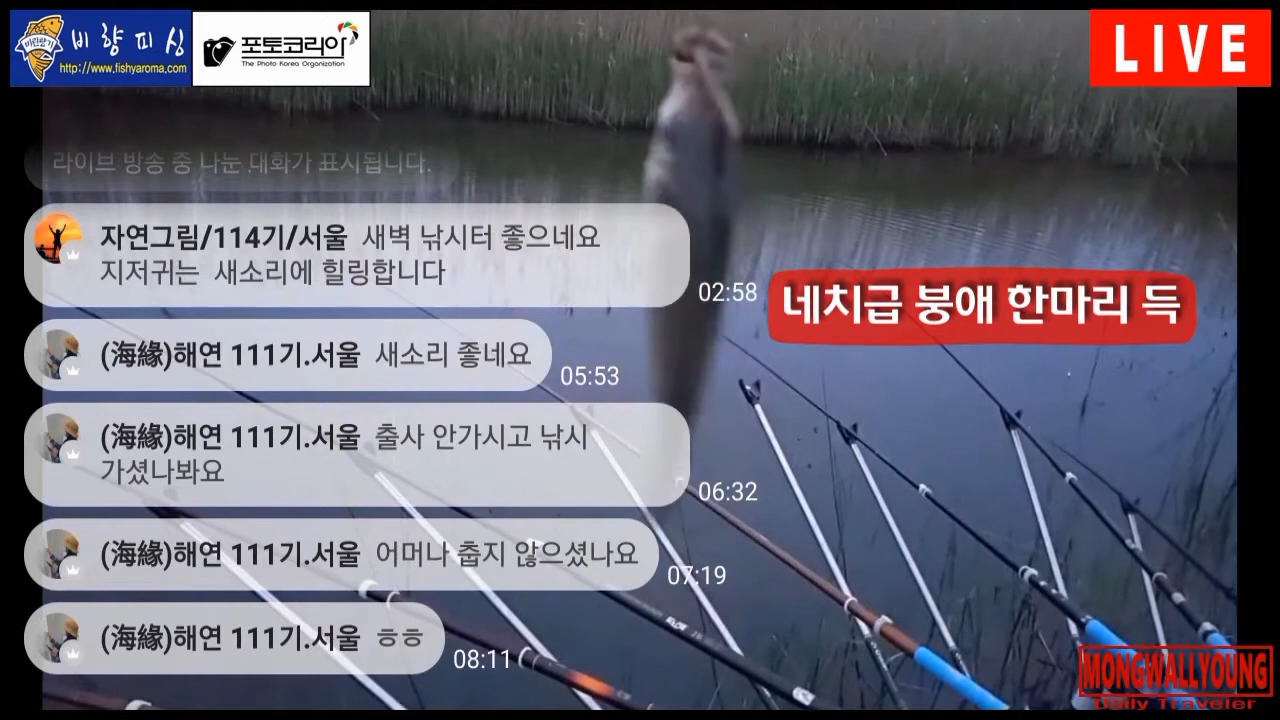 비향피싱
http://www.fishyaroma.com
포토코리아
The Photo Korea Organization
LIVE
라이브 방송 중 나눈 대화가 표시됩니다.
자연그림/114기/서울 새벽 낚시터 좋으네요
지저귀는 새소리에 힐링합니다
02:58
네치급 붕애 한마리 득
(海緣)해연 111기.서울 새소리 좋네요
05:53
(海緣)해연 111기.서울 출사 안가시고 낚시
가셨나봐요
06:32
(海緣)해연 111기.서울 어머나 춥지 않으셨나요
07:19
(海緣)해연 111기.서울 ㅎㅎ
08:11
MONGWALLYOUNG
Daily Traveler